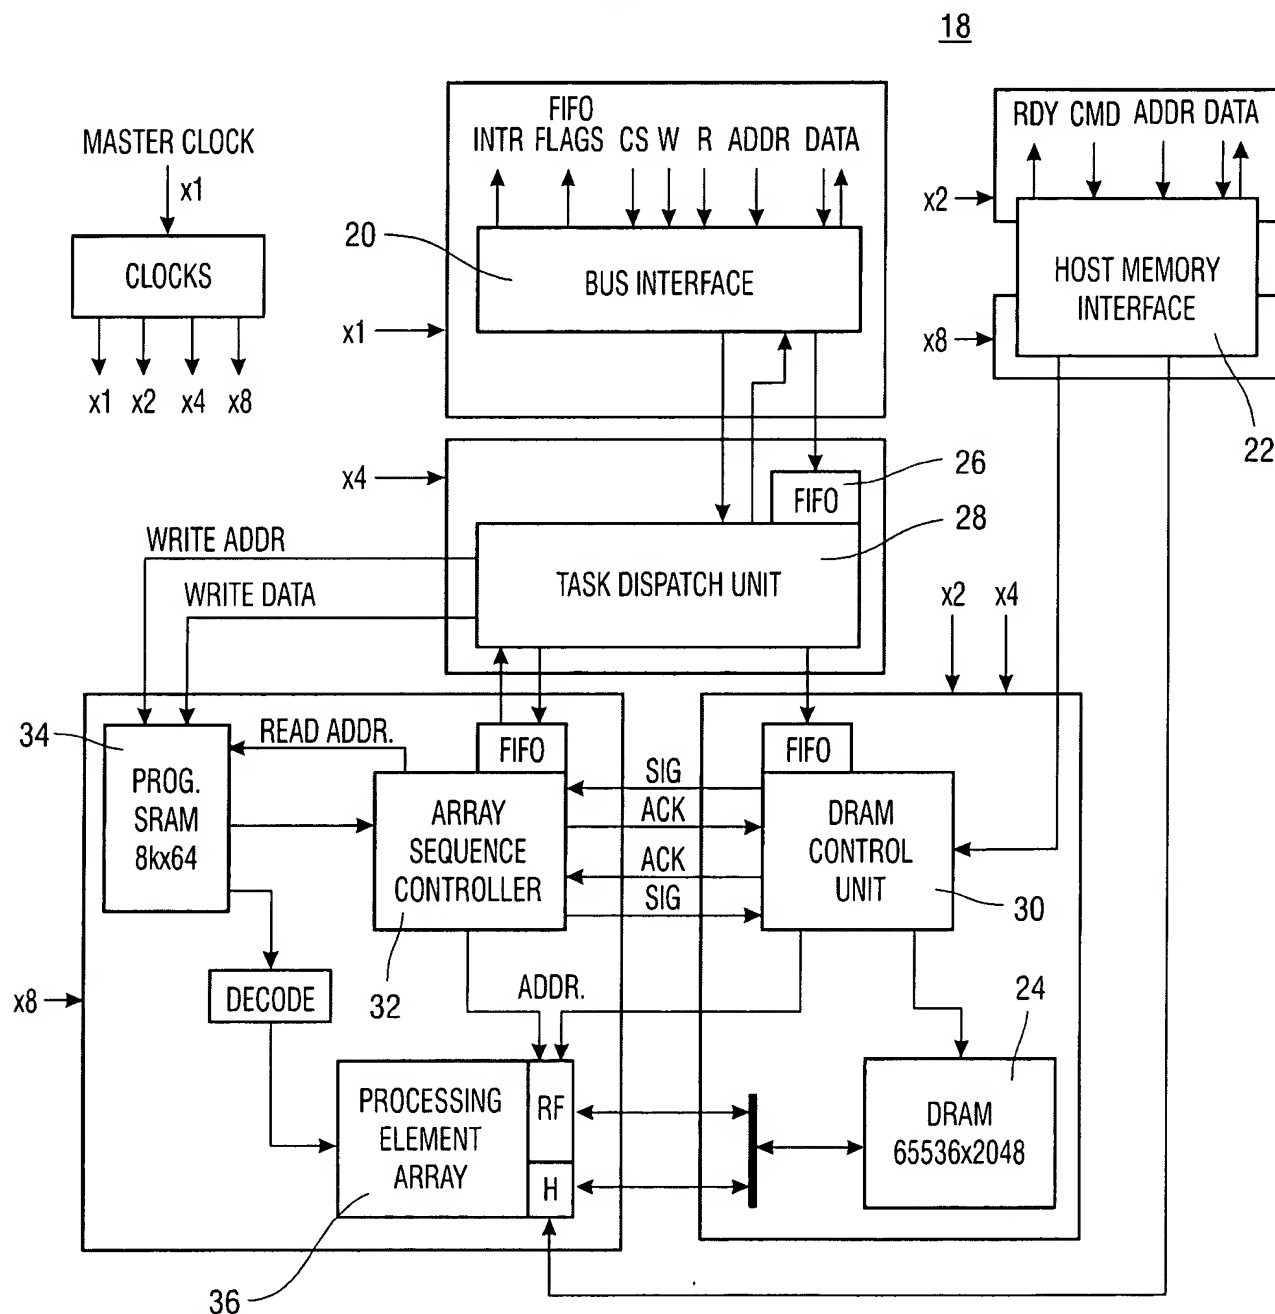 18
MASTER CLOCK
x1
CLOCKS
x1 x2 x4 x8
FIFO
INTR FLAGS CS W R ADDR DATA
20
BUS INTERFACE
x1
RDY CMD ADDR DATA
x2
HOST MEMORY
INTERFACE
x8
22
x4
26
FIFO
28
TASK DISPATCH UNIT
WRITE ADDR
WRITE DATA
x2 x4
34
PROG.
SRAM
8kx64
READ ADDR.
FIFO
ARRAY
SEQUENCE
CONTROLLER
32
SIG
ACK
ACK
SIG
FIFO
DRAM
CONTROL
UNIT
30
x8
DECODE
ADDR.
24
PROCESSING
ELEMENT
ARRAY
RF
H
36
DRAM
65536x2048